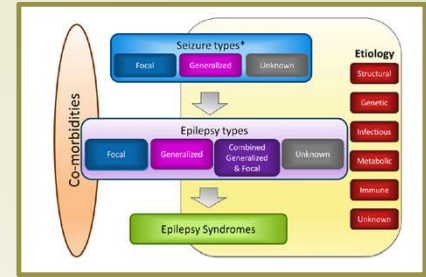 Co-morbidities
Seizure types*
Focal
Generalized
Unknown
Epilepsy types
Focal
Generalized
Combined
Generalized
& Focal
Unknown
Epilepsy Syndromes
Etiology
Structural
Genetic
Infectious
Metabolic
Immune
Unknown